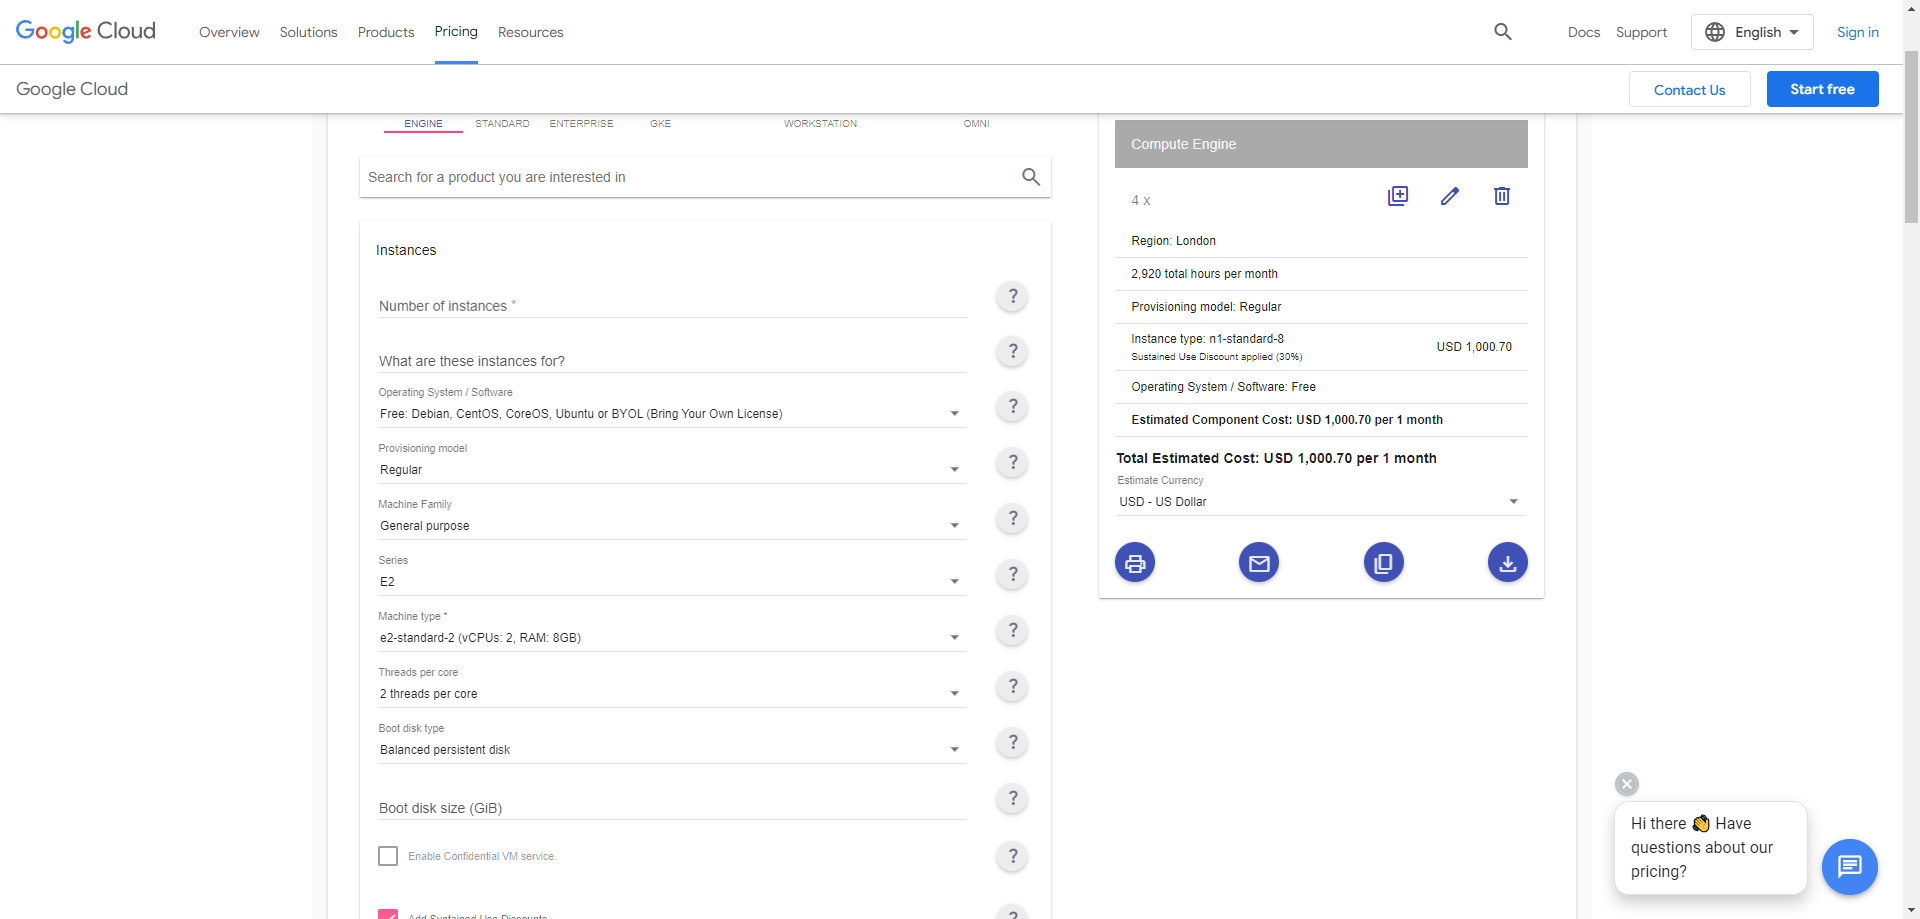 Google Cloud
Overview
Solutions
Products
Pricing
Resources
Docs
Support
English
Sign in
Google Cloud
Contact Us
Start free
ENGINE
STANDARD
ENTERPRISE
GKE
WORKSTATION
OMNI
Search for a product you are interested in
Instances
Number of instances *
?
What are these instances for?
?
Operating System / Software
Free: Debian, CentOS, CoreOS, Ubuntu or BYOL (Bring Your Own License)
?
Provisioning model
Regular
?
Machine Family
General purpose
?
Series
E2
?
Machine type *
e2-standard-2 (vCPUs: 2, RAM: 8GB)
?
Threads per core
2 threads per core
?
Boot disk type
Balanced persistent disk
?
Boot disk size (GiB)
?
Enable Confidential VM service.
?
Add Sustained Use Discounts.
?
Compute Engine
4 x
Region: London
2,920 total hours per month
Provisioning model: Regular
Instance type: n1-standard-8
Sustained Use Discount applied (30%)
USD 1,000.70
Operating System / Software: Free
Estimated Component Cost: USD 1,000.70 per 1 month
Total Estimated Cost: USD 1,000.70 per 1 month
Estimate Currency
USD - US Dollar
Hi there 👋 Have
questions about our
pricing?